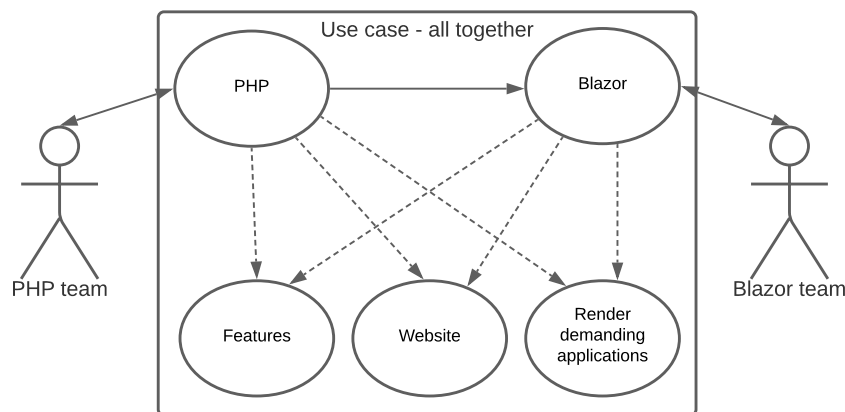 Use case - all together
PHP
Blazor
PHP team
Blazor team
Features
Website
Render
demanding
applications